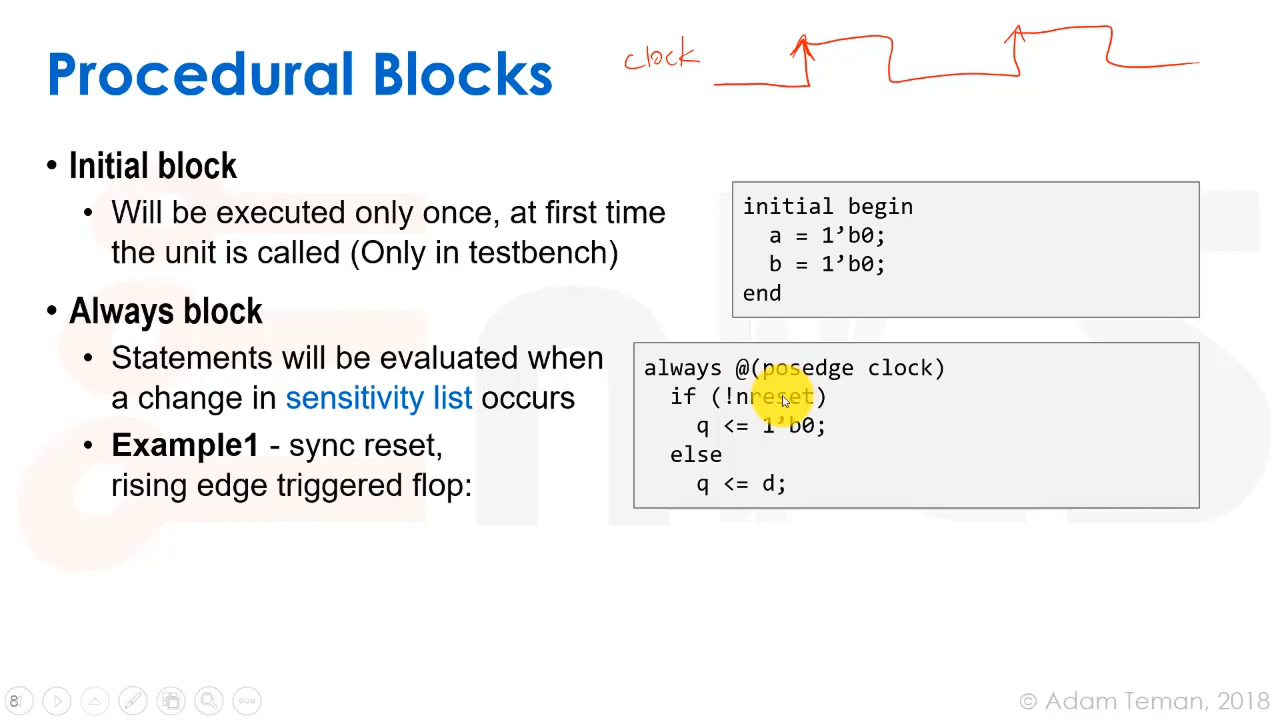 Procedural Blocks
clock
• Initial block
• Will be executed only once, at first time
the unit is called (Only in testbench)
initial begin
a = 1’b0;
b = 1’b0;
end
• Always block
• Statements will be evaluated when
a change in sensitivity list occurs
• Example1 - sync reset,
rising edge triggered flop:
always @(posedge clock)
if (!nreset)
q <= 1’b0;
else
q <= d;
8
© Adam Teman, 2018